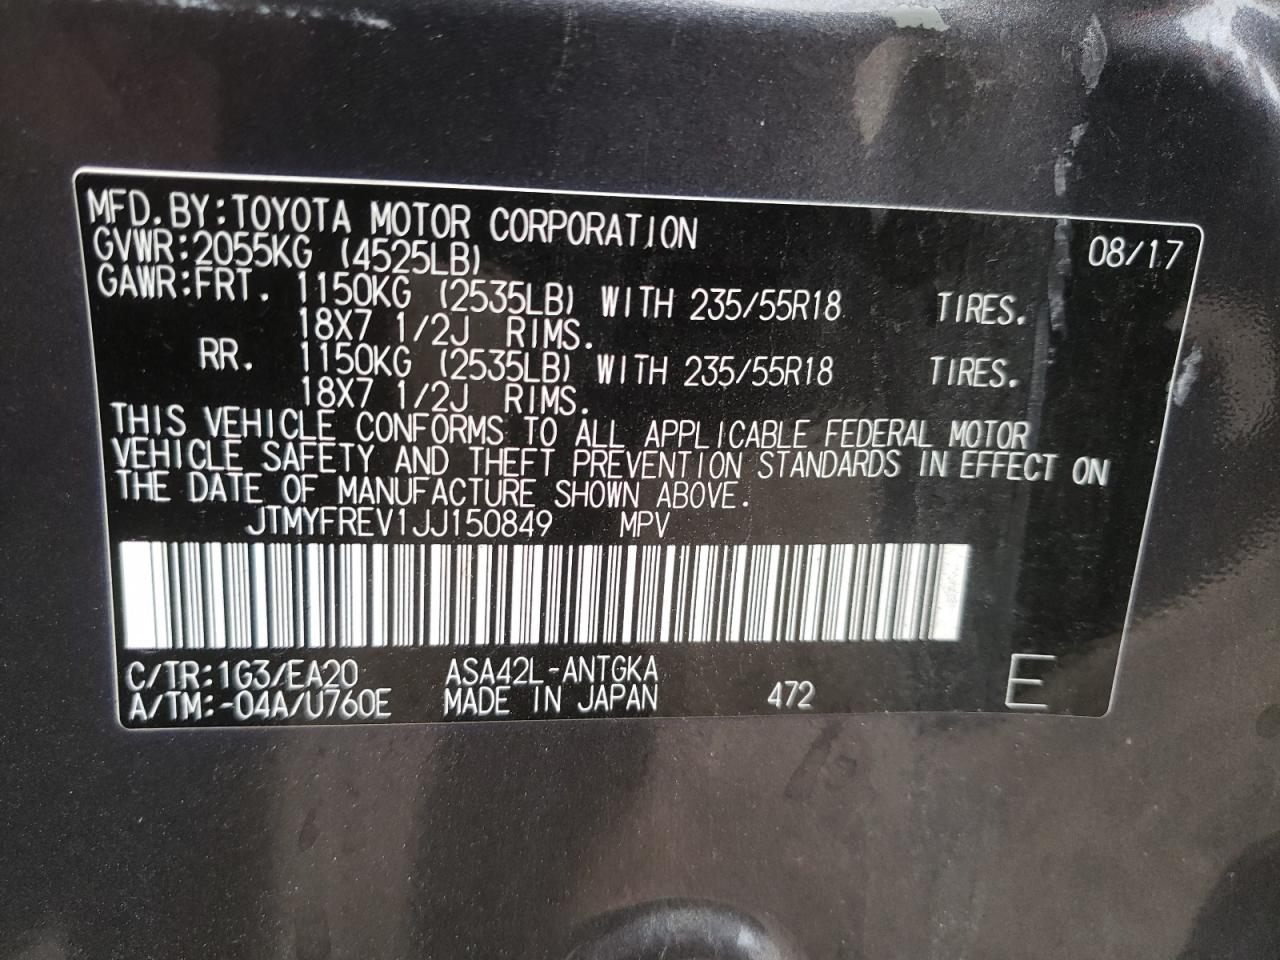 MFD.BY:TOYOTA MOTOR CORPORATION 08/17
GVWR:2055KG (4525LB)
GAWR:FRT. 1150KG (2535LB) WITH 235/55R18 TIRES.
18X7 1/2J RIMS.
RR. 1150KG (2535LB) WITH 235/55R18 TIRES.
18X7 1/2J RIMS.
THIS VEHICLE CONFORMS TO ALL APPLICABLE FEDERAL MOTOR
VEHICLE SAFETY AND THEFT PREVENTION STANDARDS IN EFFECT ON
THE DATE OF MANUFACTURE SHOWN ABOVE.
JTMYFREV1JJ150849 MPV
C/TR:1G3/EA20 ASA42L-ANTGKA
A/TM:-04A/U760E MADE IN JAPAN 472 E